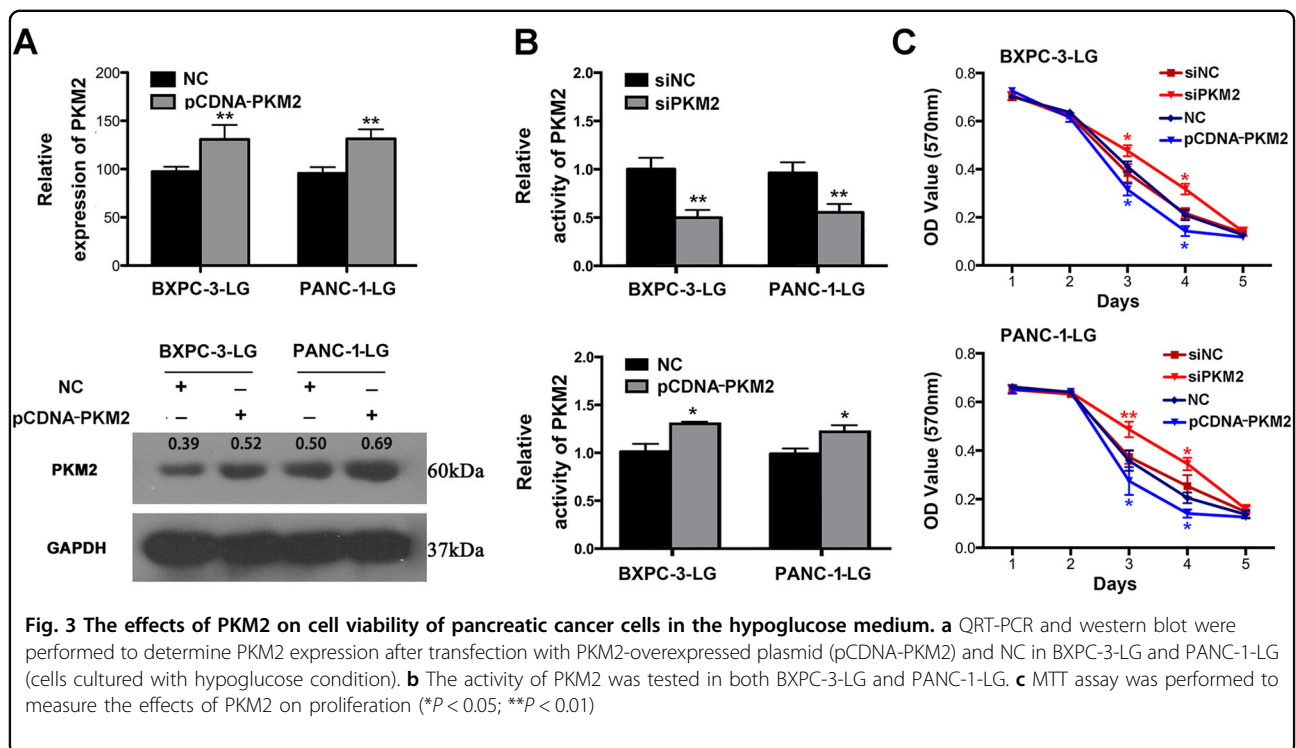 A
NC
pCDNA-PKM2
200
150
100
50
0
Relative
expression of PKM2
**
**
BXPC-3-LG
PANC-1-LG
BXPC-3-LG
PANC-1-LG
NC
+
–
+
–
pCDNA-PKM2
–
+
–
+
0.39
0.52
0.50
0.69
PKM2
60kDa
GAPDH
37kDa
B
siNC
siPKM2
2.0
1.5
1.0
0.5
0.0
Relative
activity of PKM2
**
**
BXPC-3-LG
PANC-1-LG
NC
pCDNA-PKM2
2.0
1.5
1.0
0.5
0.0
Relative
activity of PKM2
*
*
BXPC-3-LG
PANC-1-LG
C
BXPC-3-LG
siNC
siPKM2
NC
pCDNA-PKM2
0.8
0.6
0.4
0.2
0.0
OD Value (570nm)
*
*
*
*
1 2 3 4 5
Days
PANC-1-LG
siNC
siPKM2
NC
pCDNA-PKM2
0.8
0.6
0.4
0.2
0.0
OD Value (570nm)
**
*
*
*
1 2 3 4 5
Days
Fig. 3 The effects of PKM2 on cell viability of pancreatic cancer cells in the hypoglucose medium. a QRT-PCR and western blot were
performed to determine PKM2 expression after transfection with PKM2-overexpressed plasmid (pCDNA-PKM2) and NC in BXPC-3-LG and PANC-1-LG
(cells cultured with hypoglucose condition). b The activity of PKM2 was tested in both BXPC-3-LG and PANC-1-LG. c MTT assay was performed to
measure the effects of PKM2 on proliferation (*P < 0.05; **P < 0.01)